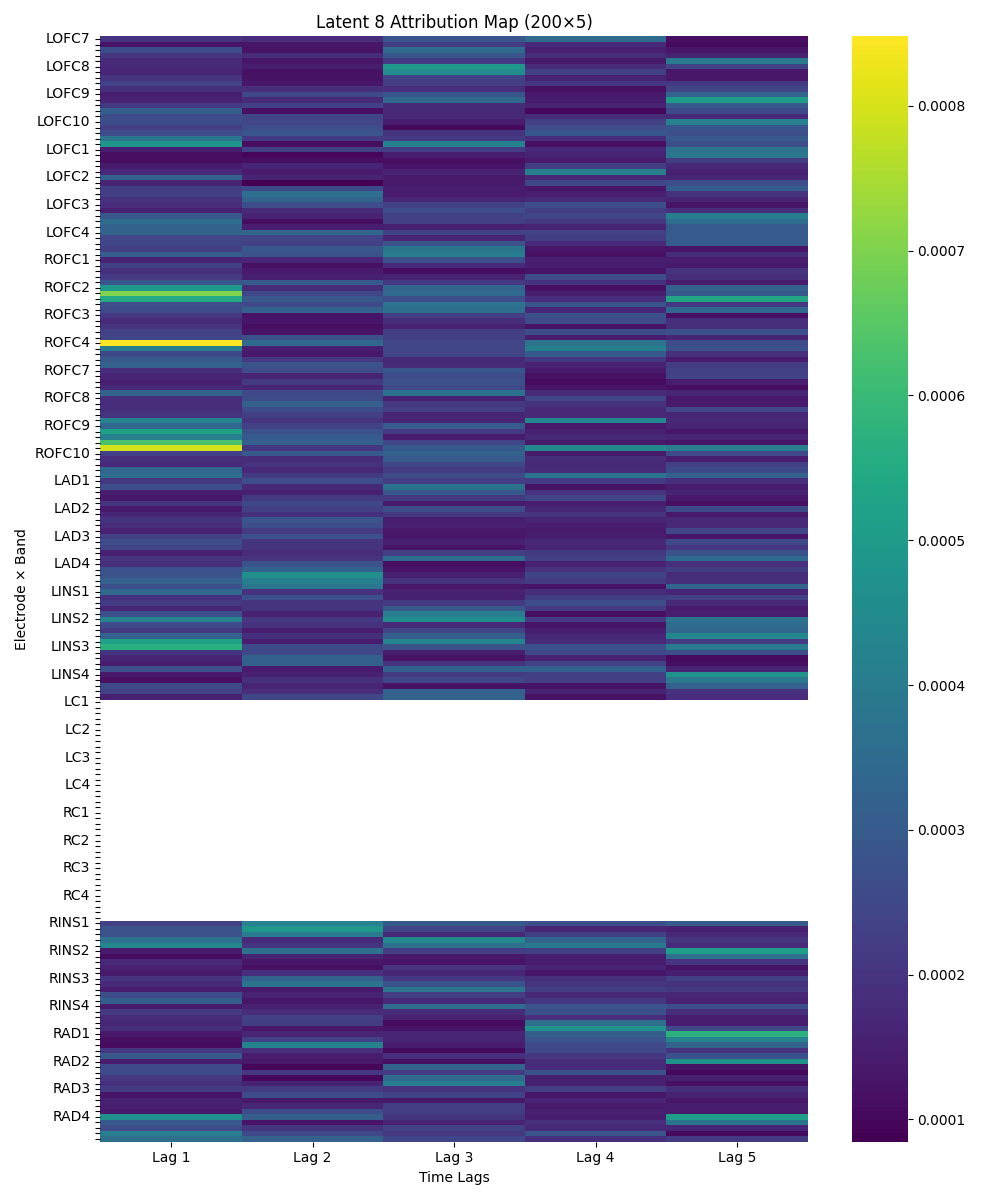 Latent 8 Attribution Map (200×5)
LOFC7
LOFC8
LOFC9
LOFC10
LOFC1
LOFC2
LOFC3
LOFC4
ROFC1
ROFC2
ROFC3
ROFC4
ROFC7
ROFC8
ROFC9
ROFC10
LAD1
LAD2
LAD3
LAD4
LINS1
LINS2
LINS3
LINS4
LC1
LC2
LC3
LC4
RC1
RC2
RC3
RC4
RINS1
RINS2
RINS3
RINS4
RAD1
RAD2
RAD3
RAD4
Electrode × Band
Lag 1 Lag 2 Lag 3 Lag 4 Lag 5
Time Lags
0.0008
0.0007
0.0006
0.0005
0.0004
0.0003
0.0002
0.0001